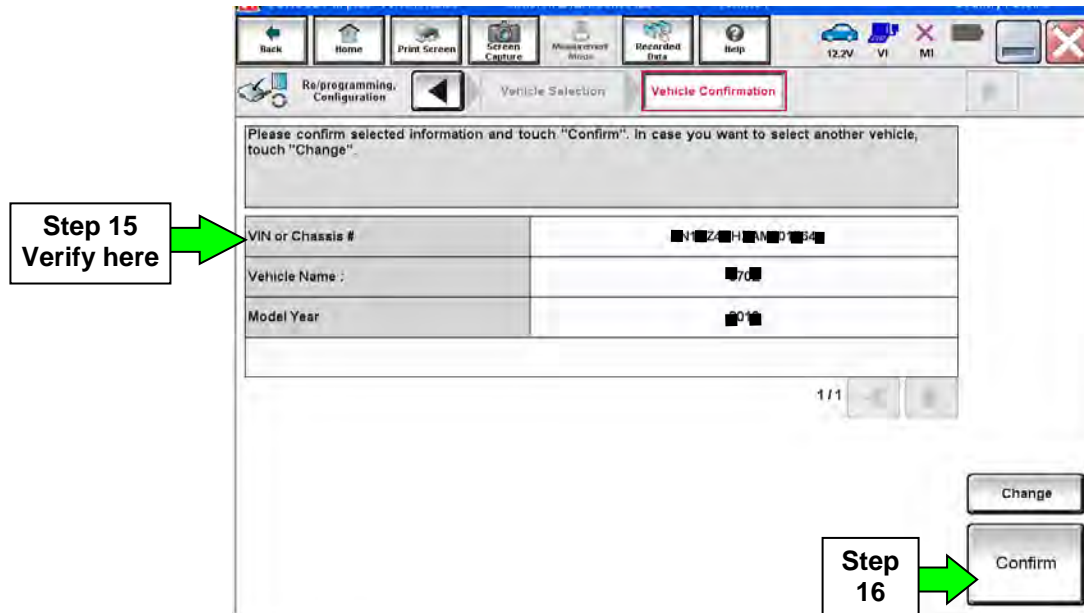 Back Home Print Screen Screen Capture Measurement Mode Recorded Data Help 12.2V VI MI
Re/programming, Configuration Vehicle Selection Vehicle Confirmation
Please confirm selected information and touch "Confirm". In case you want to select another vehicle,
touch "Change".
Step 15
Verify here
VIN or Chassis #
Vehicle Name :
Model Year
1/1
Change
Step
16
Confirm